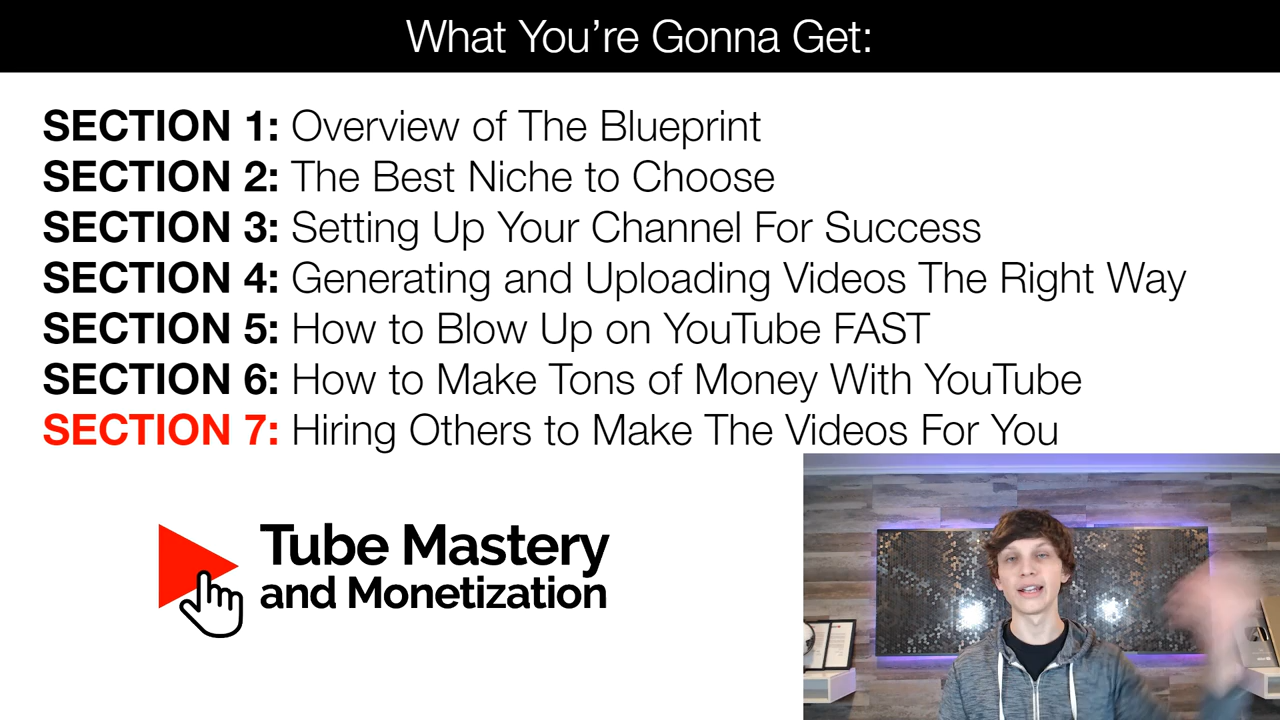 What You’re Gonna Get:
SECTION 1: Overview of The Blueprint
SECTION 2: The Best Niche to Choose
SECTION 3: Setting Up Your Channel For Success
SECTION 4: Generating and Uploading Videos The Right Way
SECTION 5: How to Blow Up on YouTube FAST
SECTION 6: How to Make Tons of Money With YouTube
SECTION 7: Hiring Others to Make The Videos For You
Tube Mastery
and Monetization